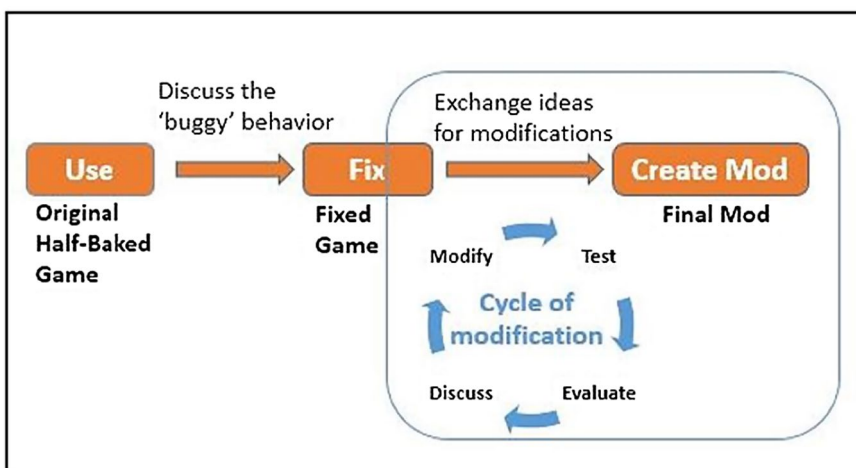 Discuss the
‘buggy’ behavior
Exchange ideas
for modifications
Use
Fix
Create Mod
Original
Half-Baked
Game
Fixed
Game
Final Mod
Modify
Test
Cycle of
modification
Discuss
Evaluate